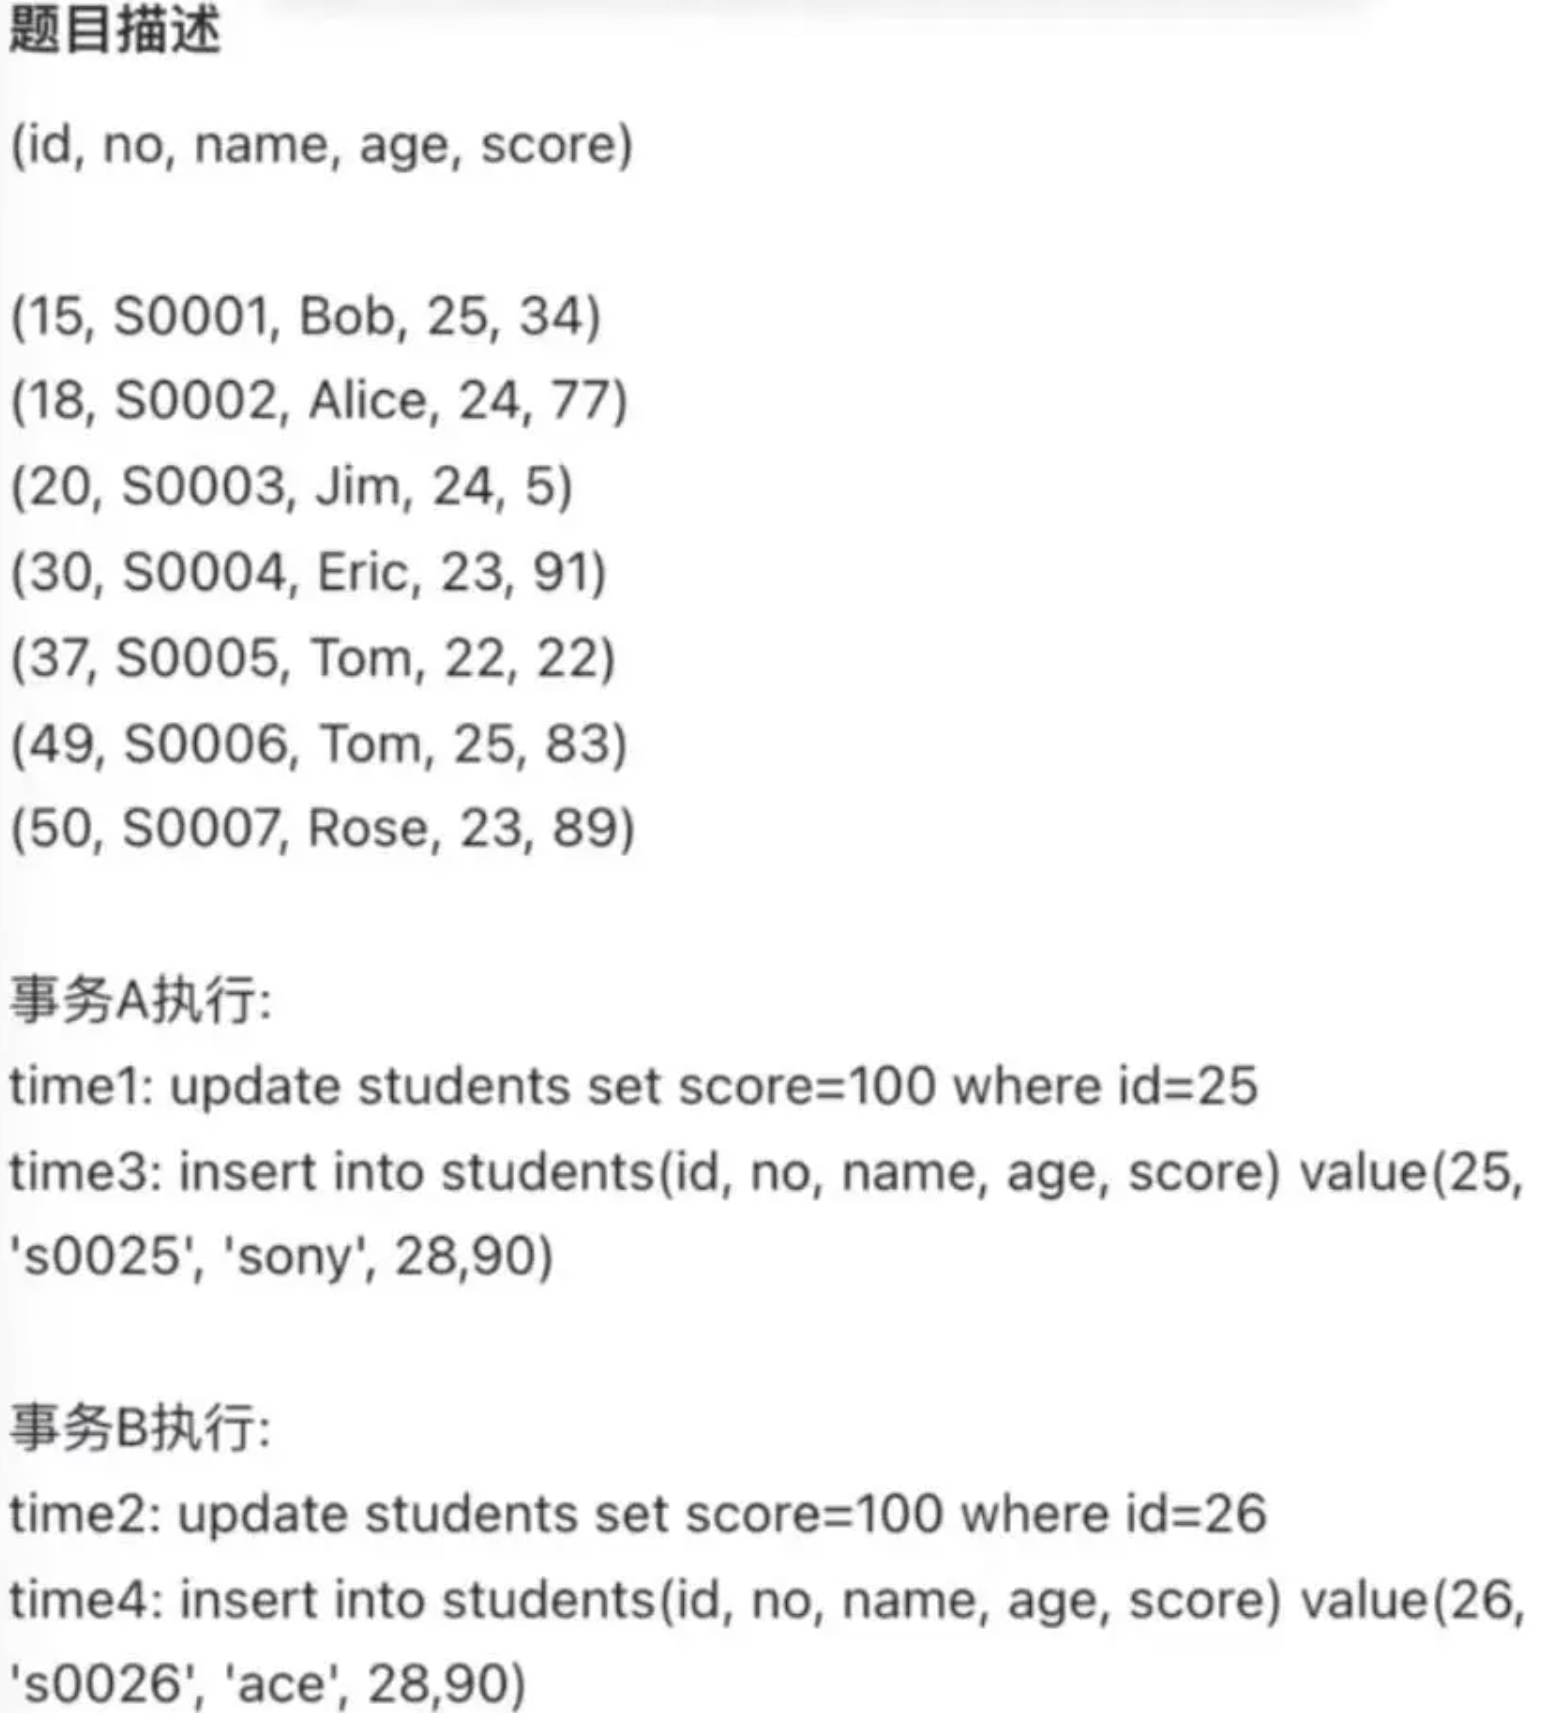 题目描述
(id, no, name, age, score)
(15, S0001, Bob, 25, 34)
(18, S0002, Alice, 24, 77)
(20, S0003, Jim, 24, 5)
(30, S0004, Eric, 23, 91)
(37, S0005, Tom, 22, 22)
(49, S0006, Tom, 25, 83)
(50, S0007, Rose, 23, 89)
事务A执行:
time1: update students set score=100 where id=25
time3: insert into students(id, no, name, age, score) value(25,
's0025', 'sony', 28,90)
事务B执行:
time2: update students set score=100 where id=26
time4: insert into students(id, no, name, age, score) value(26,
's0026', 'ace', 28,90)